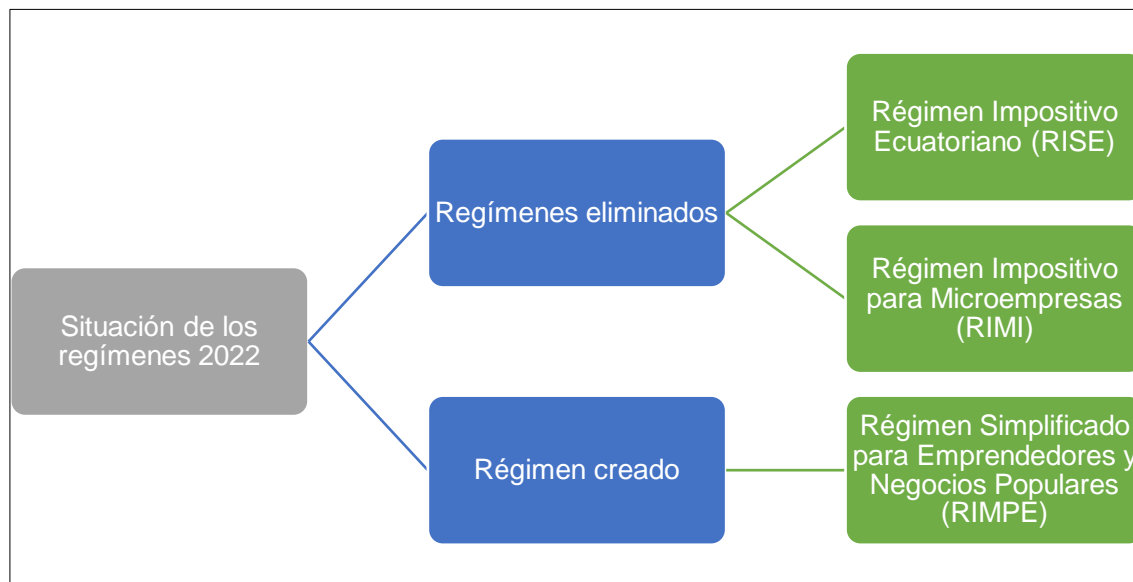 Situación de los
regímenes 2022
Regímenes eliminados
Régimen Impositivo
Ecuatoriano (RISE)
Régimen Impositivo
para Microempresas
(RIMI)
Régimen creado
Régimen Simplificado
para Emprendedores y
Negocios Populares
(RIMPE)